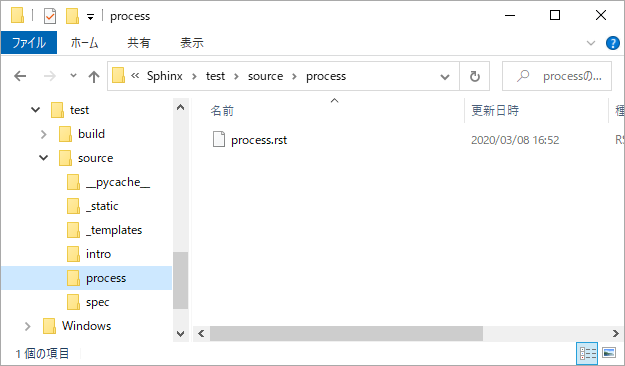 process
ファイル ホーム 共有 表示
« Sphinx › test › source › process processの...
test
build
source
__pycache__
_static
_templates
intro
process
spec
Windows
名前 更新日時 種
process.rst 2020/03/08 16:52 RS
1 個の項目